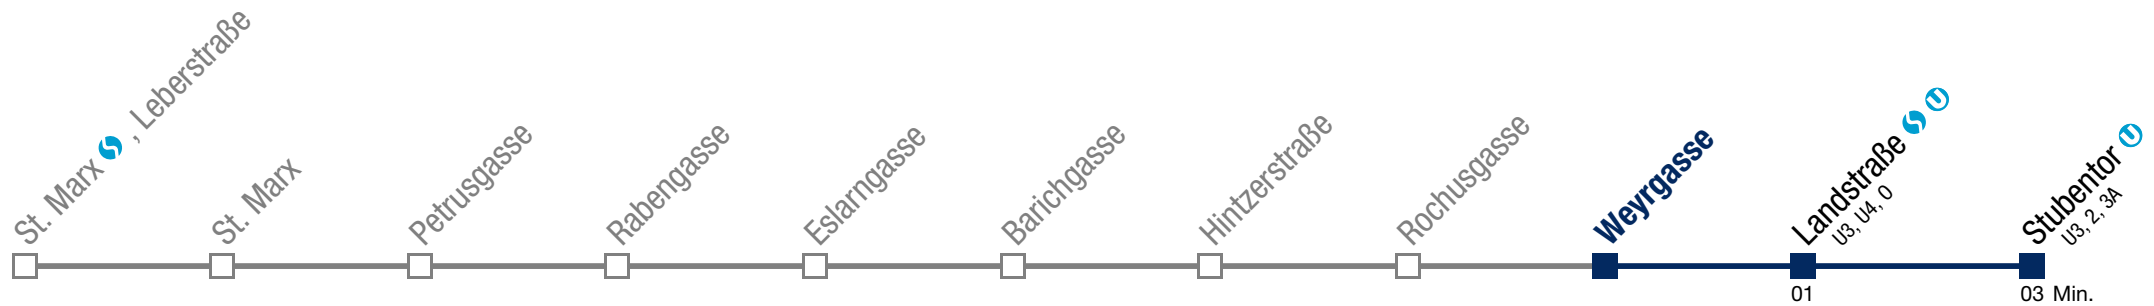 St. Marx , Leberstraße
St. Marx
Petrusgasse
Rabengasse
Eslarngasse
Barichgasse
Hintzerstraße
Rochusgasse
Weyrgasse
Landstraße
U3, U4, O
Stubentor
U3, 2, 3A
01
03 Min.